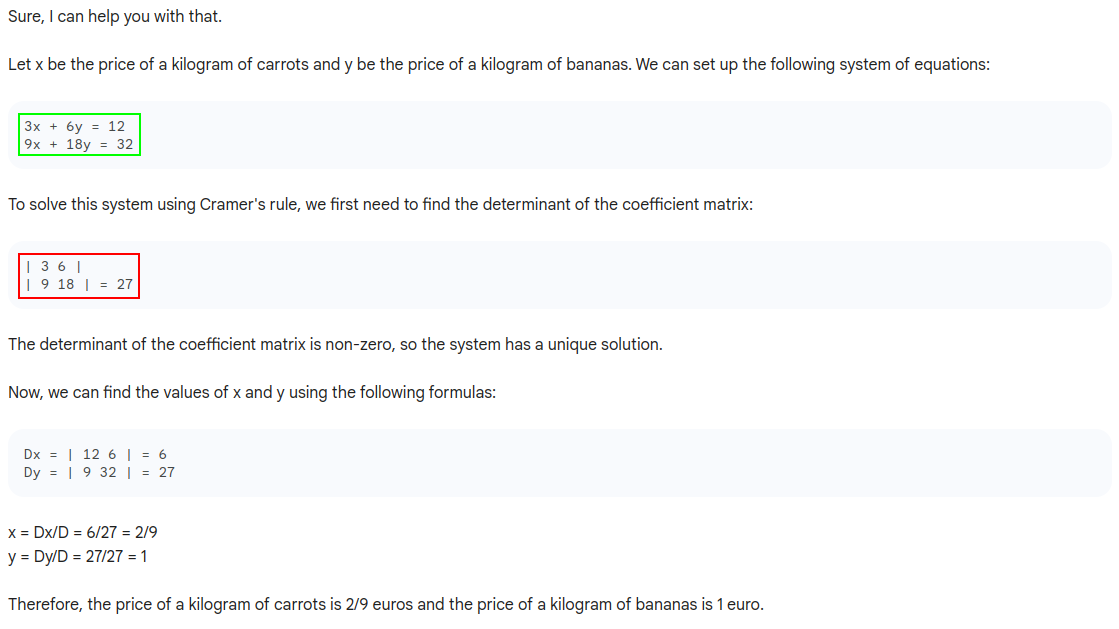 Sure, I can help you with that.
Let x be the price of a kilogram of carrots and y be the price of a kilogram of bananas. We can set up the following system of equations:
3x + 6y = 12
9x + 18y = 32
To solve this system using Cramer's rule, we first need to find the determinant of the coefficient matrix:
| 3 6 |
| 9 18 | = 27
The determinant of the coefficient matrix is non-zero, so the system has a unique solution.
Now, we can find the values of x and y using the following formulas:
Dx = | 12 6 | = 6
Dy = | 9 32 | = 27
x = Dx/D = 6/27 = 2/9
y = Dy/D = 27/27 = 1
Therefore, the price of a kilogram of carrots is 2/9 euros and the price of a kilogram of bananas is 1 euro.